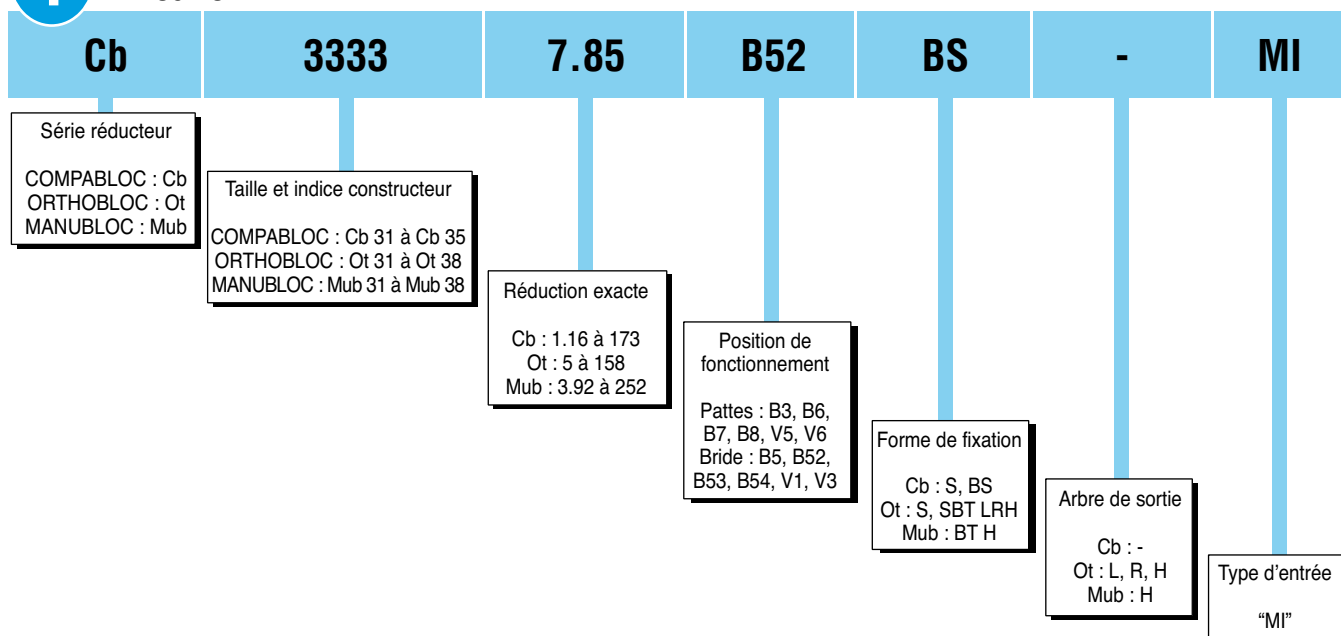 Cb 3333 7.85 B52 BS - MI
Série réducteur
COMPABLOC : Cb
ORTHOBLOC : Ot
MANUBLOC : Mub
Taille et indice constructeur
COMPABLOC : Cb 31 à Cb 35
ORTHOBLOC : Ot 31 à Ot 38
MANUBLOC : Mub 31 à Mub 38
Réduction exacte
Cb : 1.16 à 173
Ot : 5 à 158
Mub : 3.92 à 252
Position de
fonctionnement
Pattes : B3, B6,
B7, B8, V5, V6
Bride : B5, B52,
B53, B54, V1, V3
Forme de fixation
Cb : S, BS
Ot : S, SBT LRH
Mub : BT H
Arbre de sortie
Cb : -
Ot : L, R, H
Mub : H
Type d'entrée
“MI”